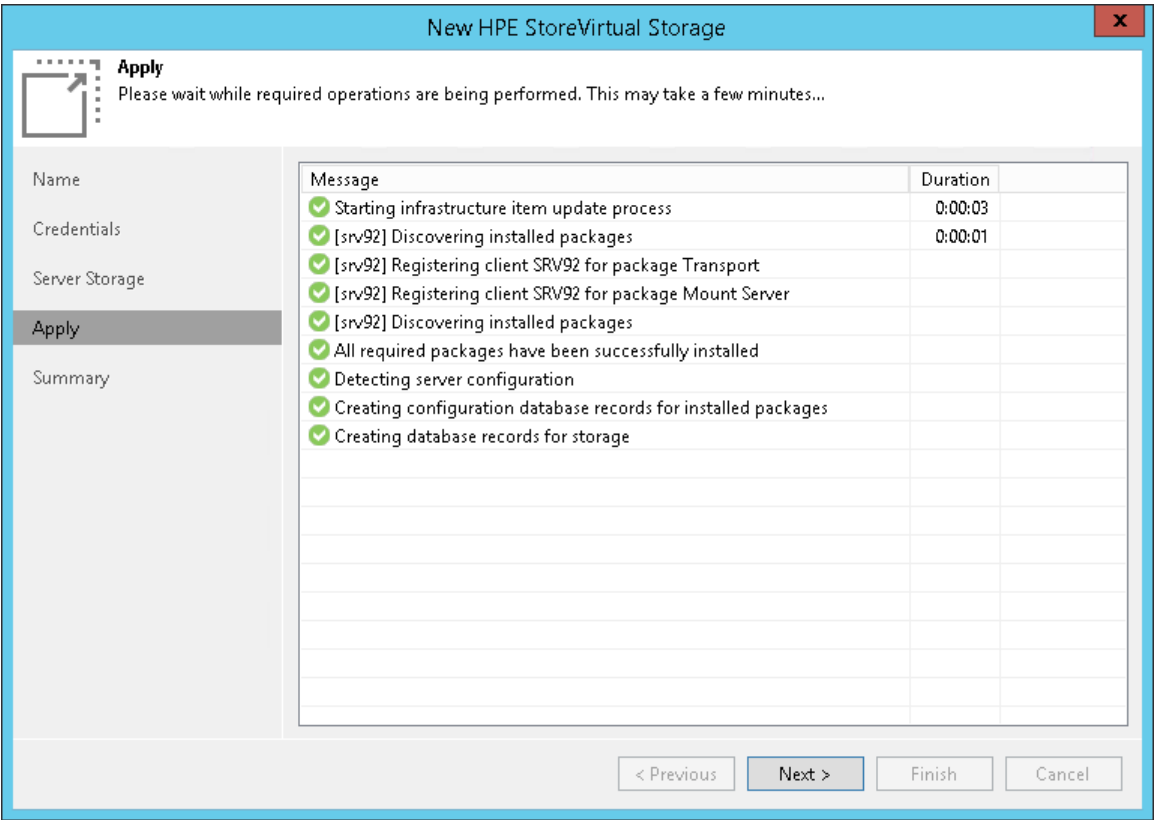 New HPE StoreVirtual Storage
x
Apply
Please wait while required operations are being performed. This may take a few minutes...
Name
Credentials
Server Storage
Apply
Summary
Message Duration
Starting infrastructure item update process 0:00:03
[srv92] Discovering installed packages 0:00:01
[srv92] Registering client SRV92 for package Transport
[srv92] Registering client SRV92 for package Mount Server
[srv92] Discovering installed packages
All required packages have been successfully installed
Detecting server configuration
Creating configuration database records for installed packages
Creating database records for storage
< Previous Next > Finish Cancel